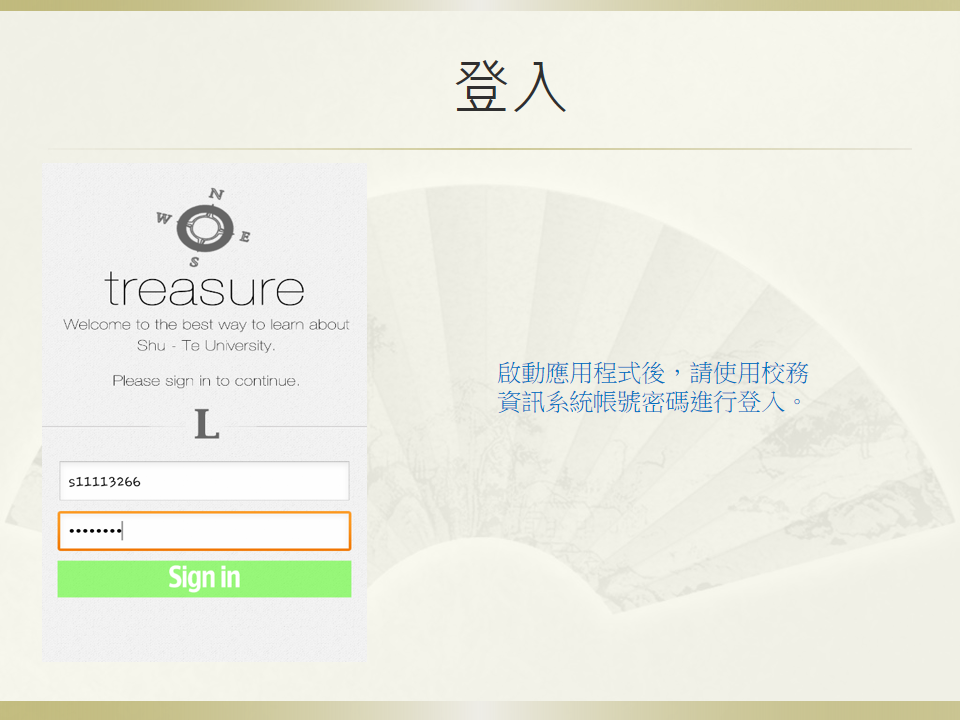 登入
N
W
E
S
treasure
Welcome to the best way to learn about
Shu - Te University.
Please sign in to continue.
L
s11113266
••••••••
Sign in
啟動應用程式後，請使用校務
資訊系統帳號密碼進行登入。